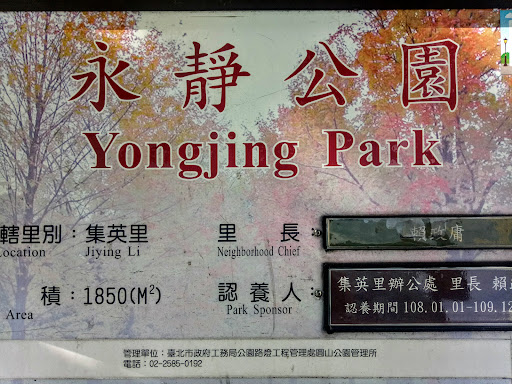 永靜公園
Yongjing Park
轄里別：集英里
Location Jiying Li
里長：賴政庸
Neighborhood Chief
積：1850(M²)
Area
認養人：
Park Sponsor
集英里辦公處 里長 賴
認養期間 108.01.01-109.12
管理單位：臺北市政府工務局公園路燈工程管理處圓山公園管理所
電話：02-2585-0192